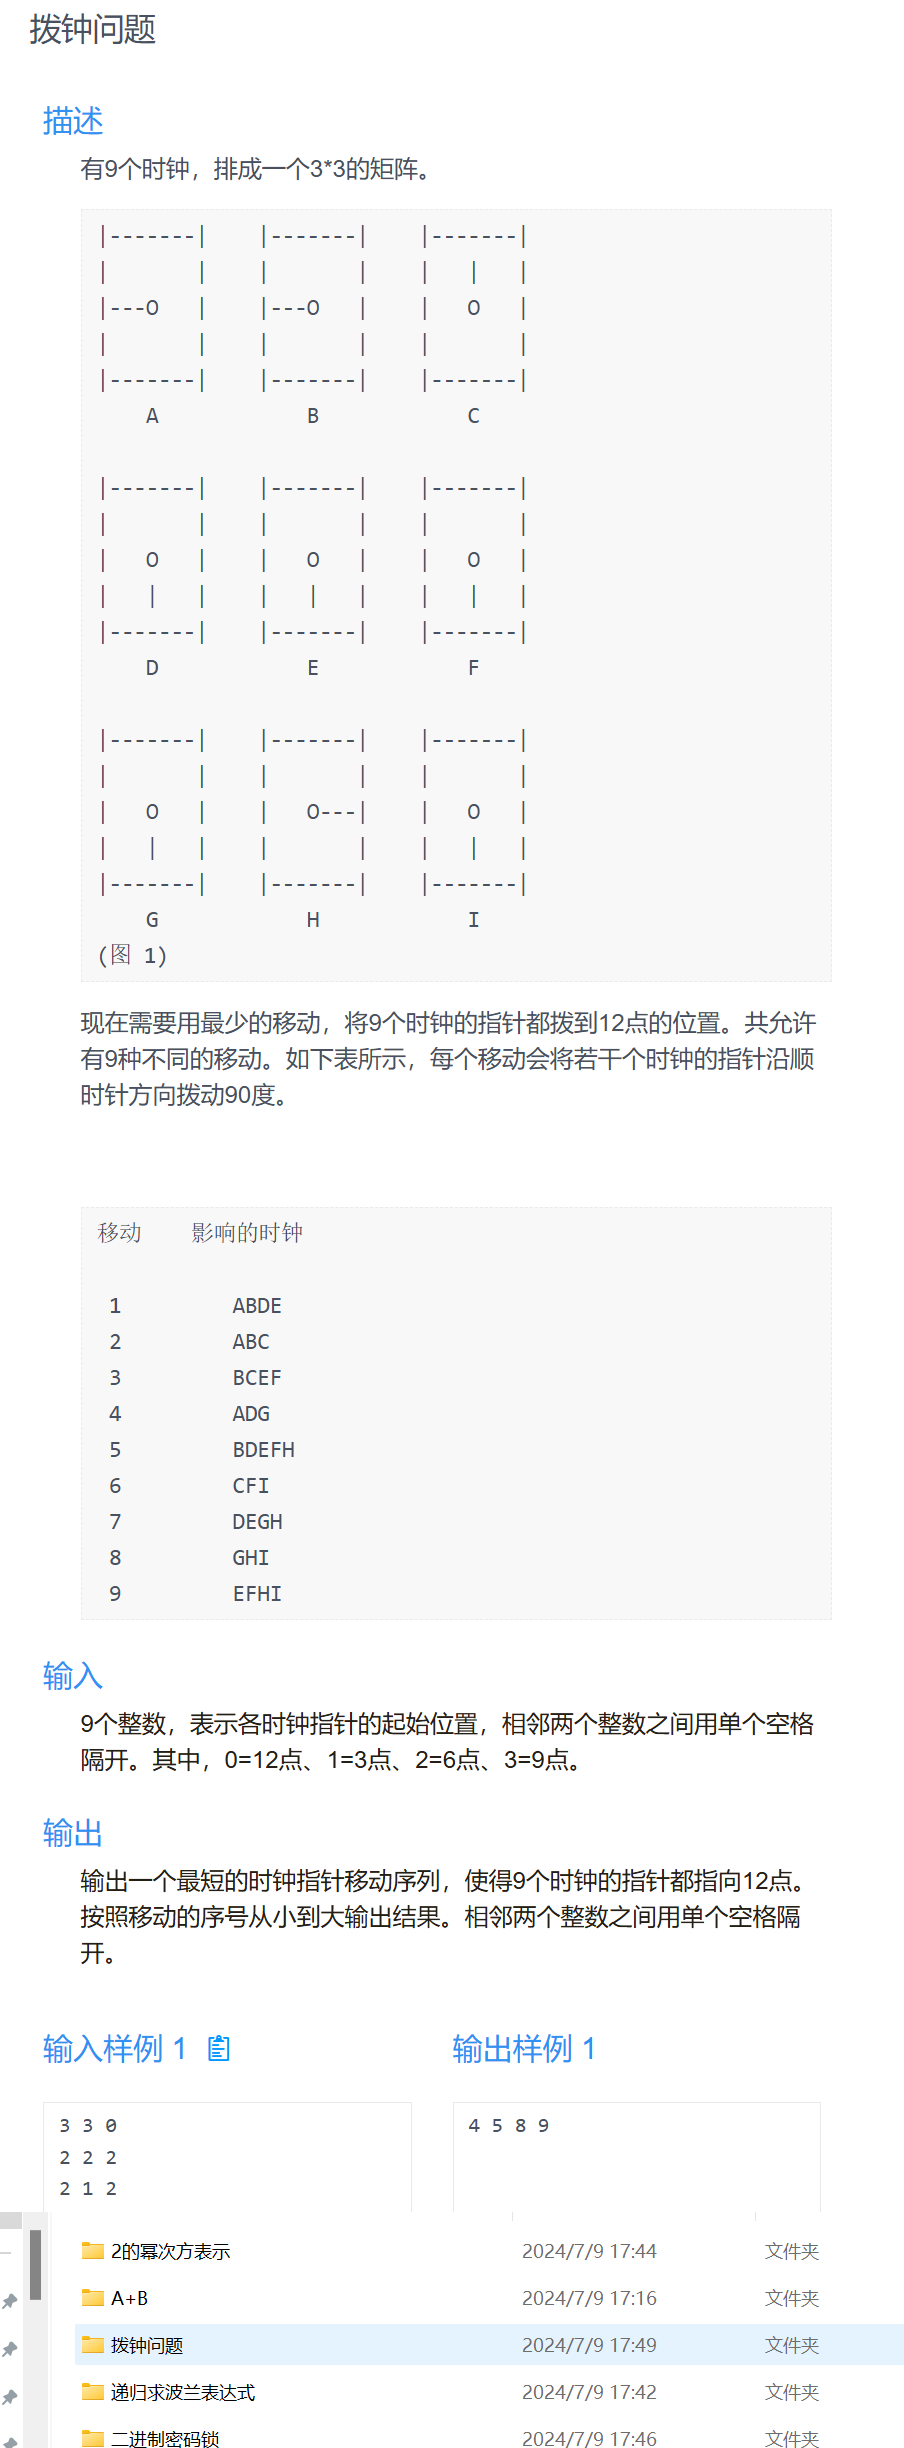 拨钟问题
描述
有9个时钟，排成一个3*3的矩阵。
|-------|    |-------|    |-------|
|       |    |       |    |   |   |
|---O   |    |---O   |    |   O   |
|       |    |       |    |       |
|-------|    |-------|    |-------|
    A            B            C
|-------|    |-------|    |-------|
|       |    |       |    |       |
|   O   |    |   O   |    |   O   |
|   |   |    |   |   |    |   |   |
|-------|    |-------|    |-------|
    D            E            F
|-------|    |-------|    |-------|
|       |    |       |    |       |
|   O   |    |   O---|    |   O   |
|   |   |    |       |    |   |   |
|-------|    |-------|    |-------|
    G            H            I
(图 1)
现在需要用最少的移动，将9个时钟的指针都拨到12点的位置。共允许
有9种不同的移动。如下表所示，每个移动会将若干个时钟的指针沿顺
时针方向拨动90度。
移动    影响的时钟
1         ABDE
2         ABC
3         BCEF
4         ADG
5         BDEFH
6         CFI
7         DEGH
8         GHI
9         EFHI
输入
9个整数，表示各时钟指针的起始位置，相邻两个整数之间用单个空格
隔开。其中，0=12点、1=3点、2=6点、3=9点。
输出
输出一个最短的时钟指针移动序列，使得9个时钟的指针都指向12点。
按照移动的序号从小到大输出结果。相邻两个整数之间用单个空格隔
开。
输入样例 1
3 3 0
2 2 2
2 1 2
输出样例 1
4 5 8 9
2的幂次方表示 2024/7/9 17:44 文件夹
A+B 2024/7/9 17:16 文件夹
拨钟问题 2024/7/9 17:49 文件夹
递归求波兰表达式 2024/7/9 17:42 文件夹
二进制密码锁 2024/7/9 17:46 文件夹